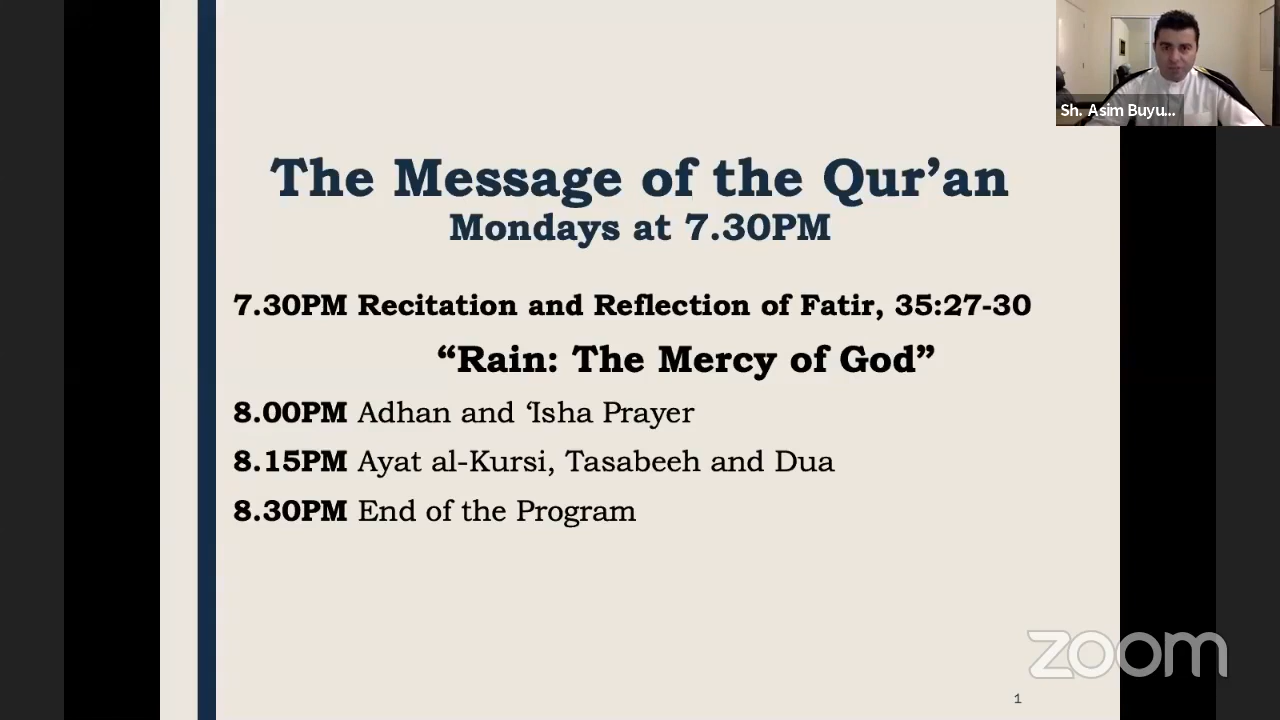 Sh. Asim Buyu...
The Message of the Qur’an
Mondays at 7.30PM
7.30PM Recitation and Reflection of Fatir, 35:27-30
“Rain: The Mercy of God”
8.00PM Adhan and ‘Isha Prayer
8.15PM Ayat al-Kursi, Tasabeeh and Dua
8.30PM End of the Program
zoom
1